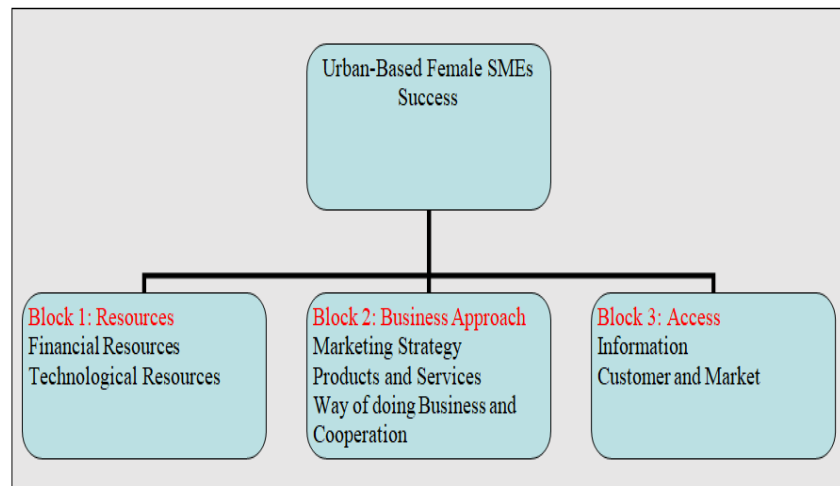 Urban-Based Female SMEs
Success
Block 1: Resources
Financial Resources
Technological Resources
Block 2: Business Approach
Marketing Strategy
Products and Services
Way of doing Business and
Cooperation
Block 3: Access
Information
Customer and Market